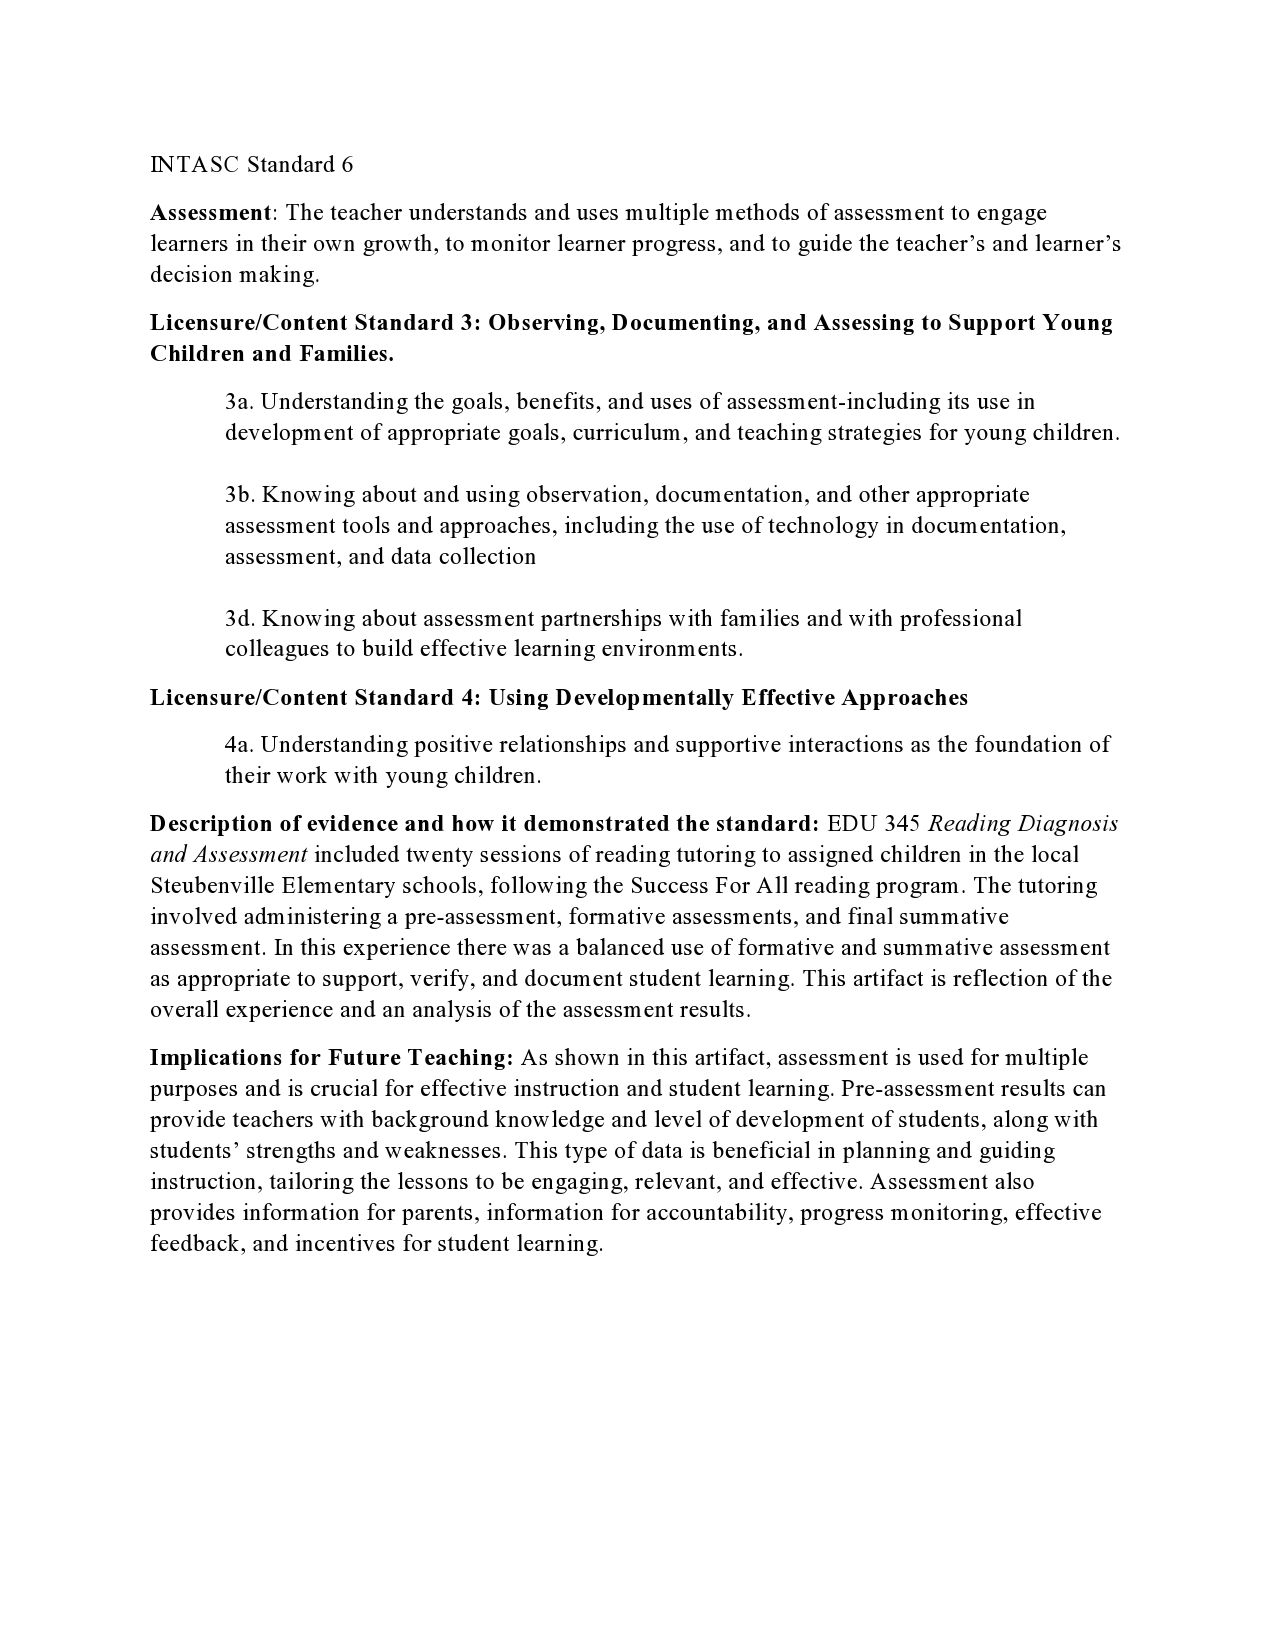 INTASC Standard 6
Assessment: The teacher understands and uses multiple methods of assessment to engage
learners in their own growth, to monitor learner progress, and to guide the teacher’s and learner’s
decision making.
Licensure/Content Standard 3: Observing, Documenting, and Assessing to Support Young
Children and Families.
3a. Understanding the goals, benefits, and uses of assessment-including its use in
development of appropriate goals, curriculum, and teaching strategies for young children.
3b. Knowing about and using observation, documentation, and other appropriate
assessment tools and approaches, including the use of technology in documentation,
assessment, and data collection
3d. Knowing about assessment partnerships with families and with professional
colleagues to build effective learning environments.
Licensure/Content Standard 4: Using Developmentally Effective Approaches
4a. Understanding positive relationships and supportive interactions as the foundation of
their work with young children.
Description of evidence and how it demonstrated the standard: EDU 345 Reading Diagnosis
and Assessment included twenty sessions of reading tutoring to assigned children in the local
Steubenville Elementary schools, following the Success For All reading program. The tutoring
involved administering a pre-assessment, formative assessments, and final summative
assessment. In this experience there was a balanced use of formative and summative assessment
as appropriate to support, verify, and document student learning. This artifact is reflection of the
overall experience and an analysis of the assessment results.
Implications for Future Teaching: As shown in this artifact, assessment is used for multiple
purposes and is crucial for effective instruction and student learning. Pre-assessment results can
provide teachers with background knowledge and level of development of students, along with
students’ strengths and weaknesses. This type of data is beneficial in planning and guiding
instruction, tailoring the lessons to be engaging, relevant, and effective. Assessment also
provides information for parents, information for accountability, progress monitoring, effective
feedback, and incentives for student learning.